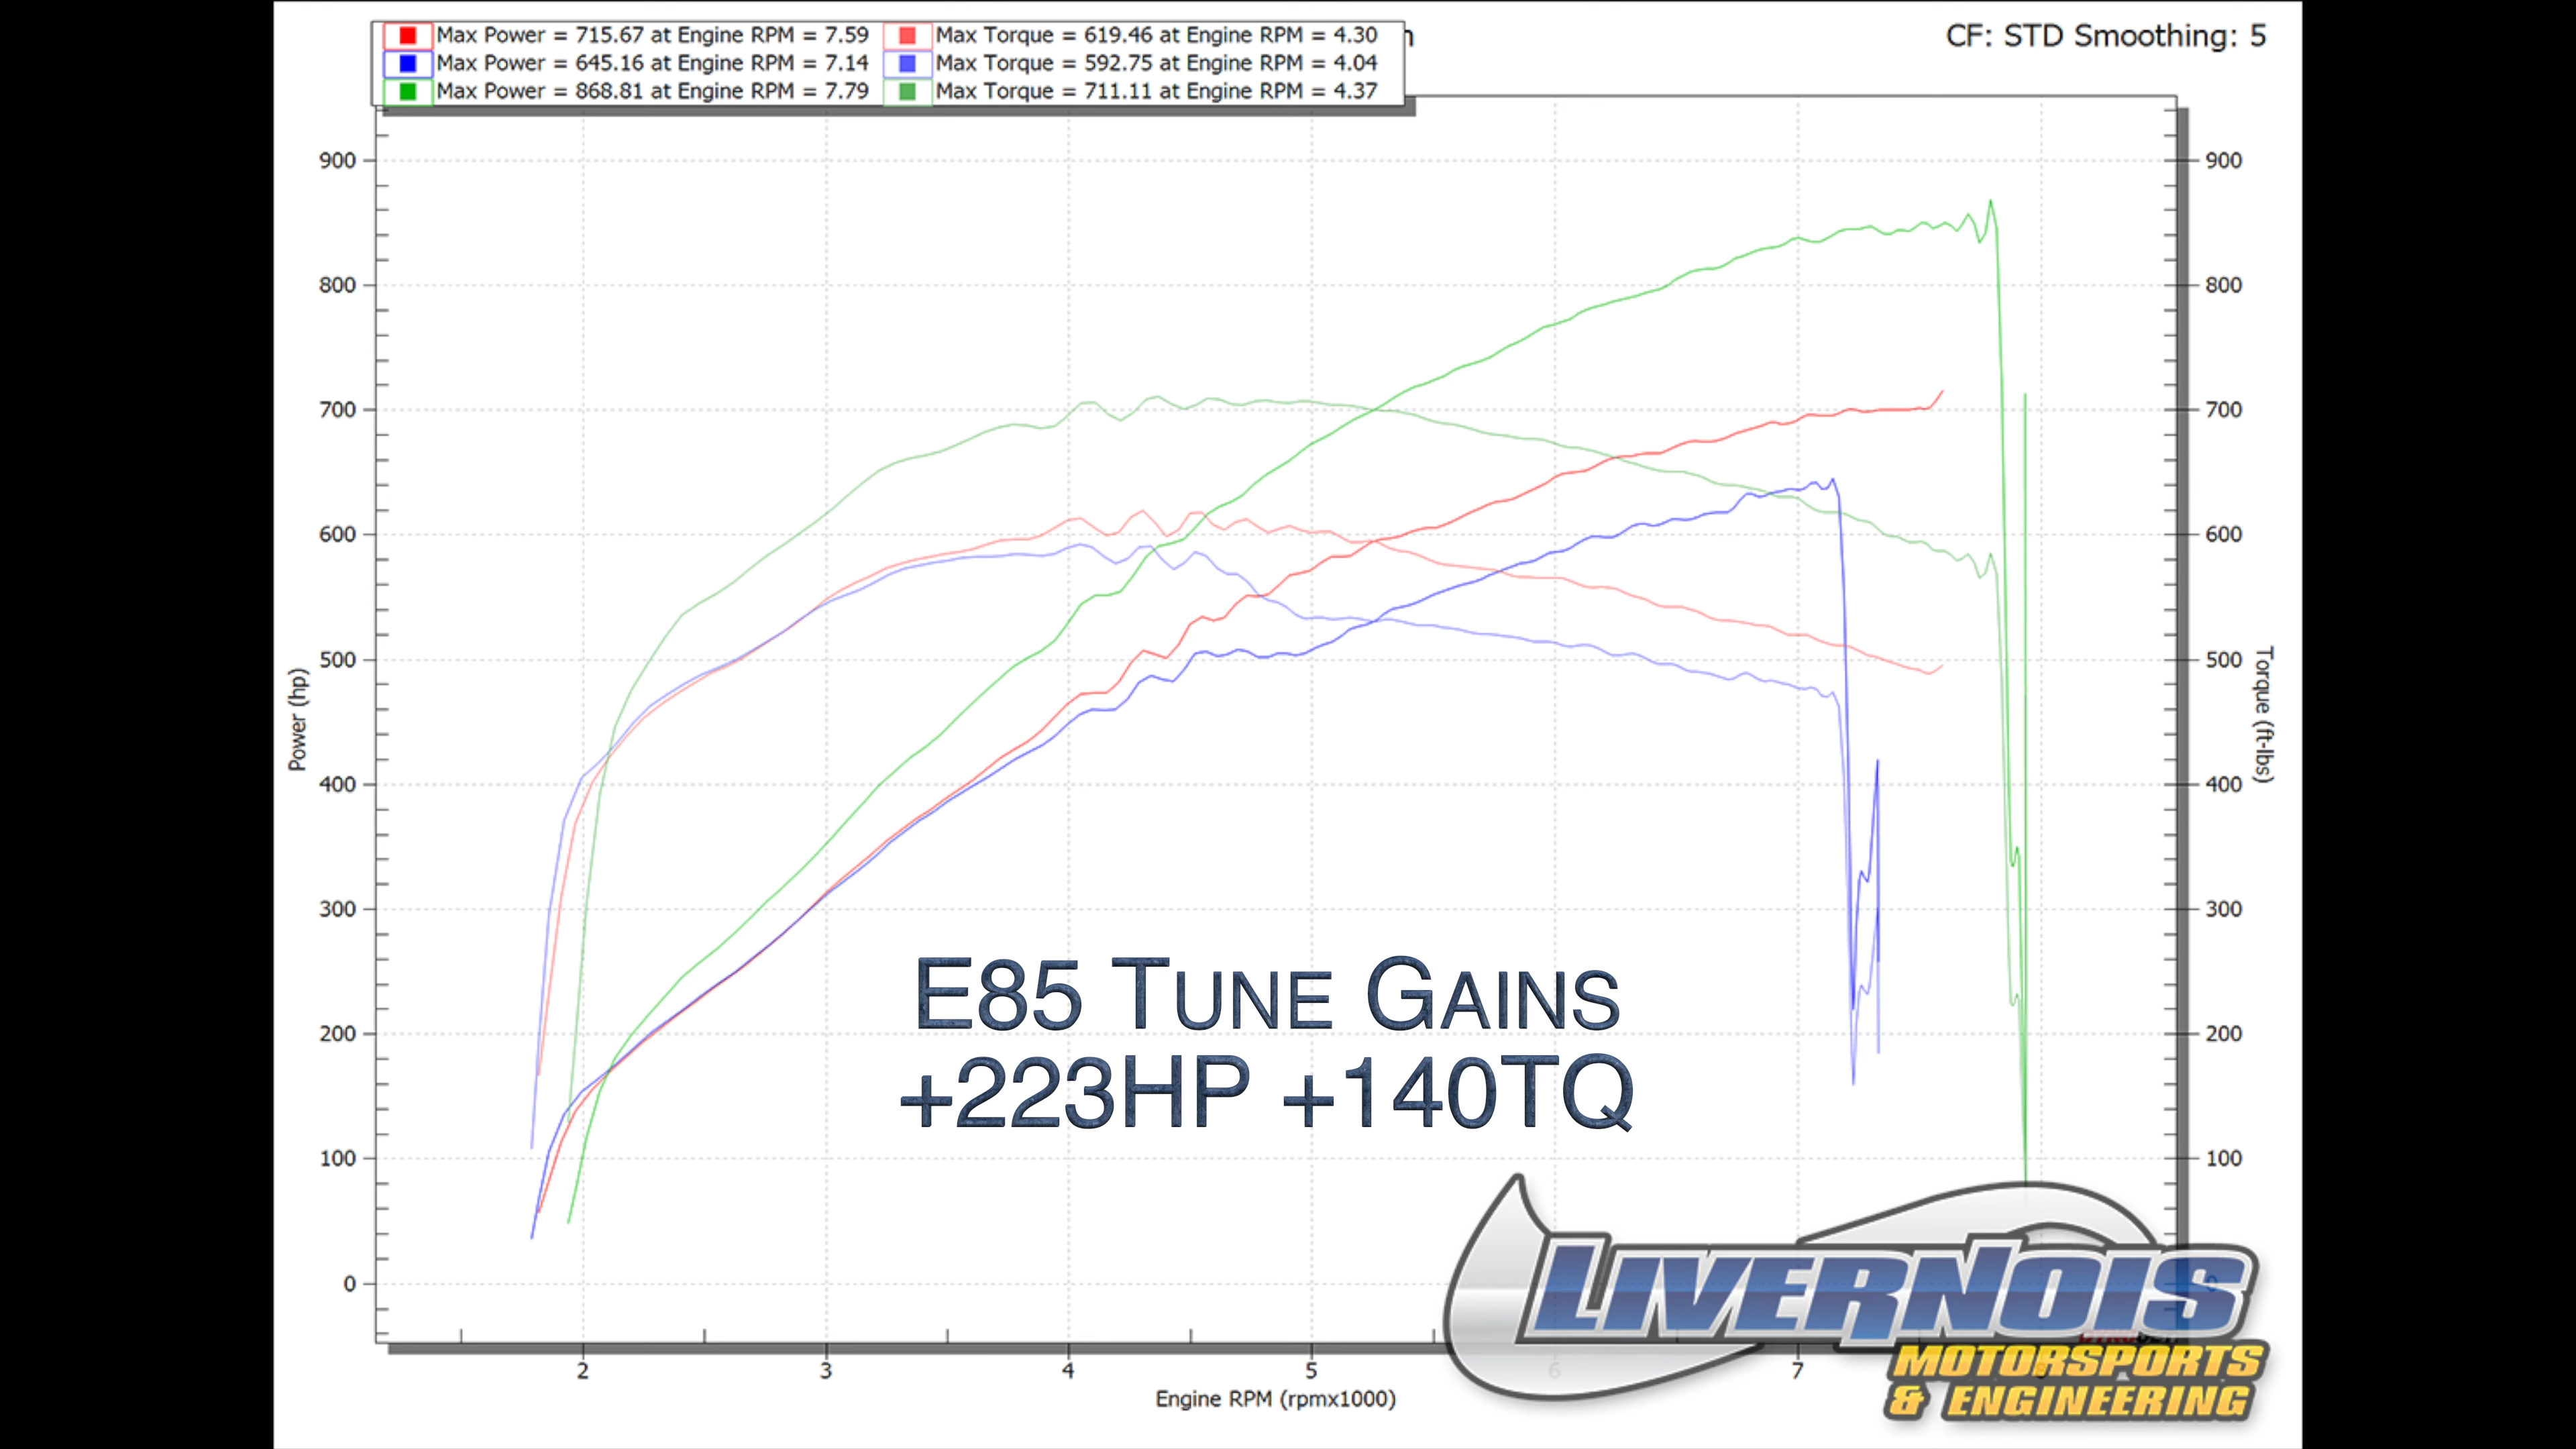 Max Power = 715.67 at Engine RPM = 7.59 Max Torque = 619.46 at Engine RPM = 4.30
Max Power = 645.16 at Engine RPM = 7.14 Max Torque = 592.75 at Engine RPM = 4.04
Max Power = 868.81 at Engine RPM = 7.79 Max Torque = 711.11 at Engine RPM = 4.37
CF: STD Smoothing: 5
900 900
800 800
700 700
600 600
500 500
400 400
300 300
200 200
100 100
0 0
Power (hp)
Torque (ft-lbs)
E85 TUNE GAINS
+223HP +140TQ
2 3 4 5 6 7
Engine RPM (rpmx1000)
LIVERNOIS
MOTORSPORTS
& ENGINEERING